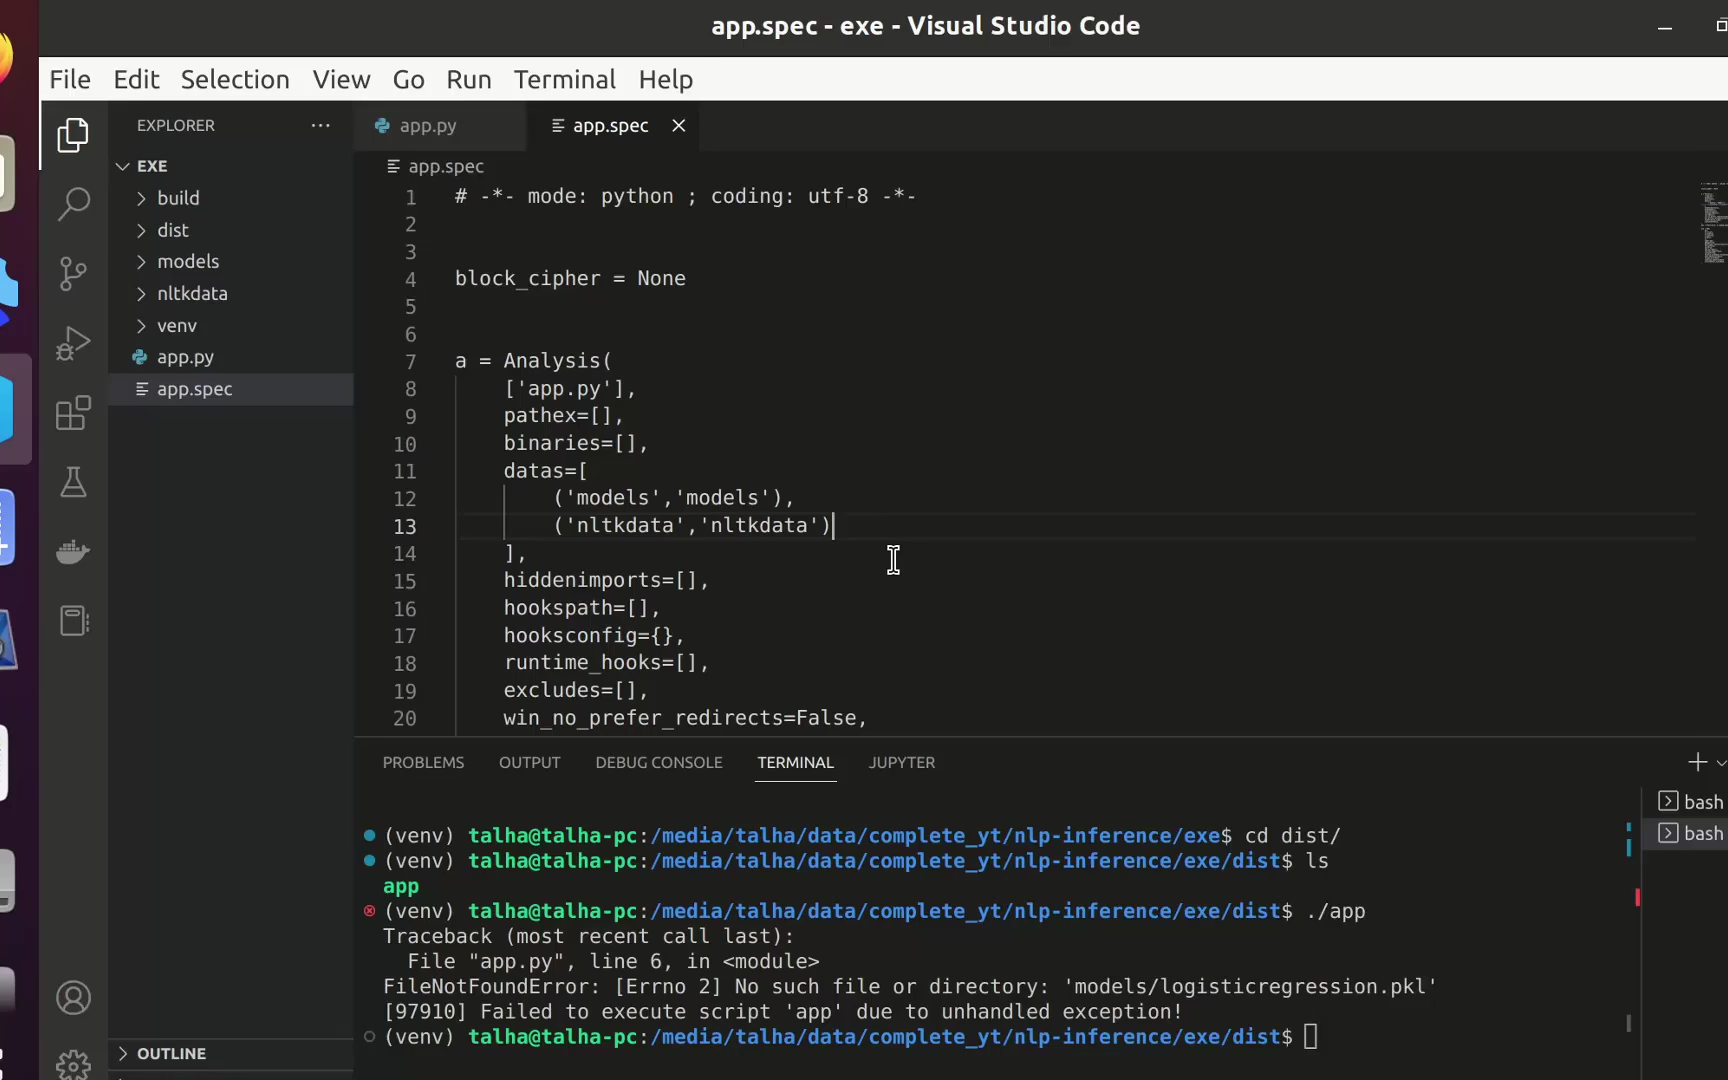 app.spec - exe - Visual Studio Code
File Edit Selection View Go Run Terminal Help
EXPLORER
EXE
build
dist
models
nltkdata
venv
app.py
app.spec
OUTLINE
app.py
app.spec
app.spec
1 # -*- mode: python ; coding: utf-8 -*-
2
3
4 block_cipher = None
5
6
7 a = Analysis(
8 ['app.py'],
9 pathex=[],
10 binaries=[],
11 datas=[
12 ('models','models'),
13 ('nltkdata','nltkdata')
14 ],
15 hiddenimports=[],
16 hookspath=[],
17 hooksconfig={},
18 runtime_hooks=[],
19 excludes=[],
20 win_no_prefer_redirects=False,
PROBLEMS OUTPUT DEBUG CONSOLE TERMINAL JUPYTER
(venv) talha@talha-pc:/media/talha/data/complete_yt/nlp-inference/exe$ cd dist/
(venv) talha@talha-pc:/media/talha/data/complete_yt/nlp-inference/exe/dist$ ls
app
(venv) talha@talha-pc:/media/talha/data/complete_yt/nlp-inference/exe/dist$ ./app
Traceback (most recent call last):
File "app.py", line 6, in <module>
FileNotFoundError: [Errno 2] No such file or directory: 'models/logisticregression.pkl'
[97910] Failed to execute script 'app' due to unhandled exception!
(venv) talha@talha-pc:/media/talha/data/complete_yt/nlp-inference/exe/dist$
bash
bash